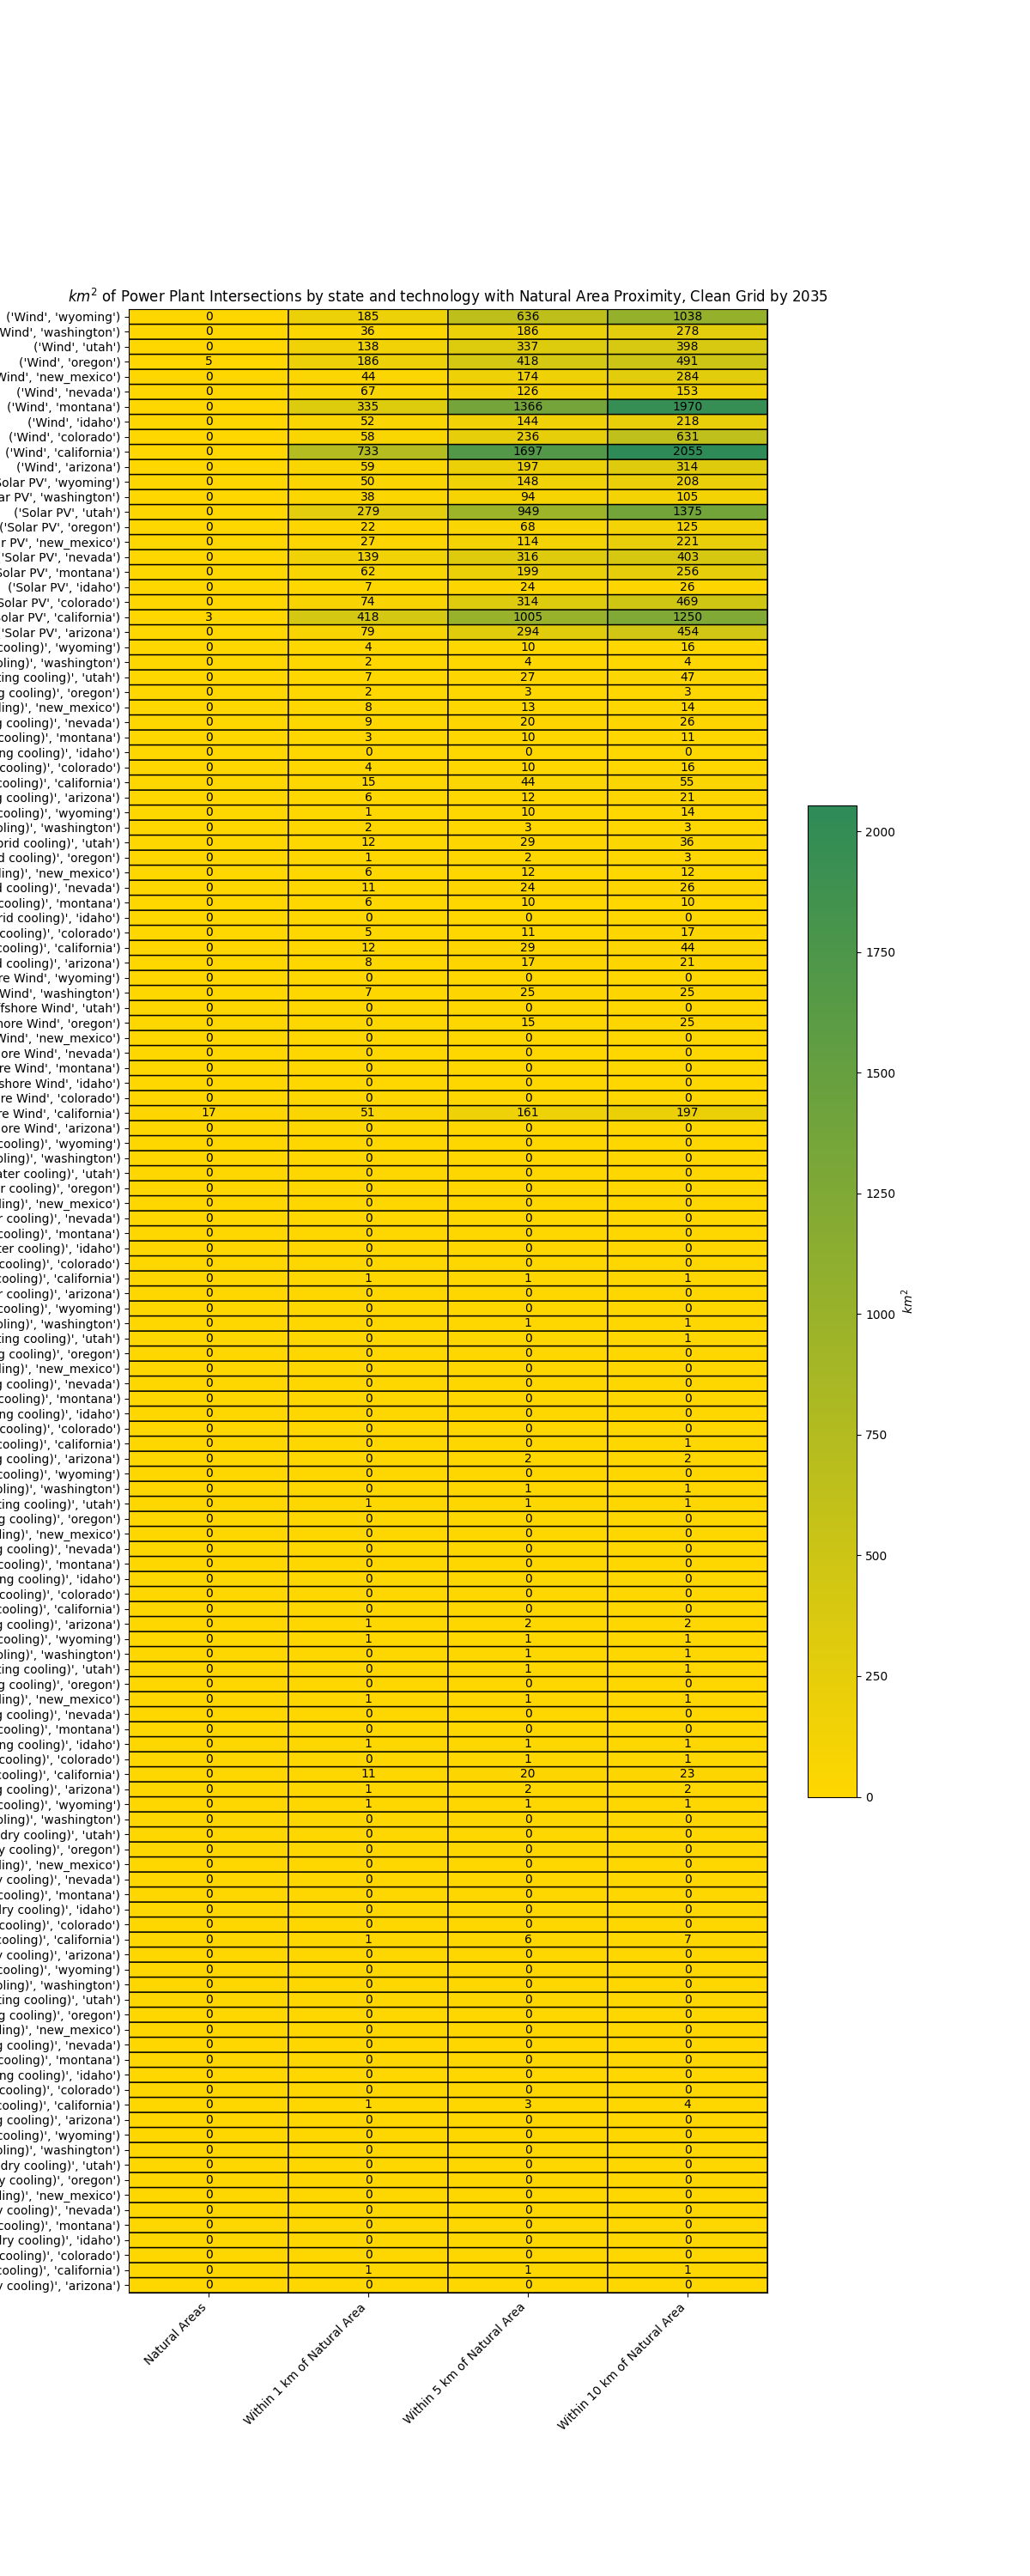 km² of Power Plant Intersections by state and technology with Natural Area Proximity, Clean Grid by 2035
('Wind', 'wyoming') 0 185 636 1038
Wind', 'washington') 0 36 186 278
('Wind', 'utah') 0 138 337 398
('Wind', 'oregon') 5 186 418 491
Wind', 'new_mexico') 0 44 174 284
('Wind', 'nevada') 0 67 126 153
('Wind', 'montana') 0 335 1366 1970
('Wind', 'idaho') 0 52 144 218
('Wind', 'colorado') 0 58 236 631
('Wind', 'california') 0 733 1697 2055
('Wind', 'arizona') 0 59 197 314
Solar PV', 'wyoming') 0 50 148 208
ar PV', 'washington') 0 38 94 105
('Solar PV', 'utah') 0 279 949 1375
('Solar PV', 'oregon') 0 22 68 125
r PV', 'new_mexico') 0 27 114 221
'Solar PV', 'nevada') 0 139 316 403
Solar PV', 'montana') 0 62 199 256
('Solar PV', 'idaho') 0 7 24 26
Solar PV', 'colorado') 0 74 314 469
olar PV', 'california') 3 418 1005 1250
'Solar PV', 'arizona') 0 79 294 454
cooling)', 'wyoming') 0 4 10 16
oling)', 'washington') 0 2 4 4
ting cooling)', 'utah') 0 7 27 47
g cooling)', 'oregon') 0 2 3 3
ling)', 'new_mexico') 0 8 13 14
g cooling)', 'nevada') 0 9 20 26
cooling)', 'montana') 0 3 10 11
ng cooling)', 'idaho') 0 0 0 0
cooling)', 'colorado') 0 4 10 16
cooling)', 'california') 0 15 44 55
g cooling)', 'arizona') 0 6 12 21
cooling)', 'wyoming') 0 1 10 14
oling)', 'washington') 0 2 3 3
brid cooling)', 'utah') 0 12 29 36
d cooling)', 'oregon') 0 1 2 3
ling)', 'new_mexico') 0 6 12 12
d cooling)', 'nevada') 0 11 24 26
cooling)', 'montana') 0 6 10 10
rid cooling)', 'idaho') 0 0 0 0
cooling)', 'colorado') 0 5 11 17
cooling)', 'california') 0 12 29 44
d cooling)', 'arizona') 0 8 17 21
re Wind', 'wyoming') 0 0 0 0
Wind', 'washington') 0 7 25 25
ffshore Wind', 'utah') 0 0 0 0
hore Wind', 'oregon') 0 0 15 25
Wind', 'new_mexico') 0 0 0 0
ore Wind', 'nevada') 0 0 0 0
re Wind', 'montana') 0 0 0 0
shore Wind', 'idaho') 0 0 0 0
re Wind', 'colorado') 0 0 0 0
re Wind', 'california') 17 51 161 197
ore Wind', 'arizona') 0 0 0 0
cooling)', 'wyoming') 0 0 0 0
oling)', 'washington') 0 0 0 0
ater cooling)', 'utah') 0 0 0 0
r cooling)', 'oregon') 0 0 0 0
ling)', 'new_mexico') 0 0 0 0
r cooling)', 'nevada') 0 0 0 0
cooling)', 'montana') 0 0 0 0
ter cooling)', 'idaho') 0 0 0 0
cooling)', 'colorado') 0 0 0 0
cooling)', 'california') 0 1 1 1
r cooling)', 'arizona') 0 0 0 0
cooling)', 'wyoming') 0 0 0 0
oling)', 'washington') 0 0 1 1
ting cooling)', 'utah') 0 0 0 1
g cooling)', 'oregon') 0 0 0 0
ling)', 'new_mexico') 0 0 0 0
g cooling)', 'nevada') 0 0 0 0
cooling)', 'montana') 0 0 0 0
ng cooling)', 'idaho') 0 0 0 0
cooling)', 'colorado') 0 0 0 0
cooling)', 'california') 0 0 0 1
g cooling)', 'arizona') 0 0 2 2
cooling)', 'wyoming') 0 0 0 0
oling)', 'washington') 0 0 1 1
ting cooling)', 'utah') 0 1 1 1
g cooling)', 'oregon') 0 0 0 0
ling)', 'new_mexico') 0 0 0 0
g cooling)', 'nevada') 0 0 0 0
cooling)', 'montana') 0 0 0 0
ng cooling)', 'idaho') 0 0 0 0
cooling)', 'colorado') 0 0 0 0
cooling)', 'california') 0 0 0 0
g cooling)', 'arizona') 0 1 2 2
cooling)', 'wyoming') 0 1 1 1
oling)', 'washington') 0 0 1 1
ting cooling)', 'utah') 0 0 1 1
g cooling)', 'oregon') 0 0 0 0
ling)', 'new_mexico') 0 1 1 1
g cooling)', 'nevada') 0 0 0 0
cooling)', 'montana') 0 0 0 0
ng cooling)', 'idaho') 0 1 1 1
cooling)', 'colorado') 0 0 1 1
cooling)', 'california') 0 11 20 23
g cooling)', 'arizona') 0 1 2 2
cooling)', 'wyoming') 0 1 1 1
oling)', 'washington') 0 0 0 0
dry cooling)', 'utah') 0 0 0 0
y cooling)', 'oregon') 0 0 0 0
ling)', 'new_mexico') 0 0 0 0
y cooling)', 'nevada') 0 0 0 0
cooling)', 'montana') 0 0 0 0
dry cooling)', 'idaho') 0 0 0 0
cooling)', 'colorado') 0 0 0 0
cooling)', 'california') 0 1 6 7
y cooling)', 'arizona') 0 0 0 0
cooling)', 'wyoming') 0 0 0 0
oling)', 'washington') 0 0 0 0
ting cooling)', 'utah') 0 0 0 0
g cooling)', 'oregon') 0 0 0 0
ling)', 'new_mexico') 0 0 0 0
g cooling)', 'nevada') 0 0 0 0
cooling)', 'montana') 0 0 0 0
ng cooling)', 'idaho') 0 0 0 0
cooling)', 'colorado') 0 0 0 0
cooling)', 'california') 0 1 3 4
g cooling)', 'arizona') 0 0 0 0
cooling)', 'wyoming') 0 0 0 0
oling)', 'washington') 0 0 0 0
dry cooling)', 'utah') 0 0 0 0
y cooling)', 'oregon') 0 0 0 0
ling)', 'new_mexico') 0 0 0 0
y cooling)', 'nevada') 0 0 0 0
cooling)', 'montana') 0 0 0 0
dry cooling)', 'idaho') 0 0 0 0
cooling)', 'colorado') 0 0 0 0
cooling)', 'california') 0 1 1 1
y cooling)', 'arizona') 0 0 0 0
Natural Areas
Within 1 km of Natural Area
Within 5 km of Natural Area
Within 10 km of Natural Area
2000
1750
1500
1250
1000
750
500
250
0
km²